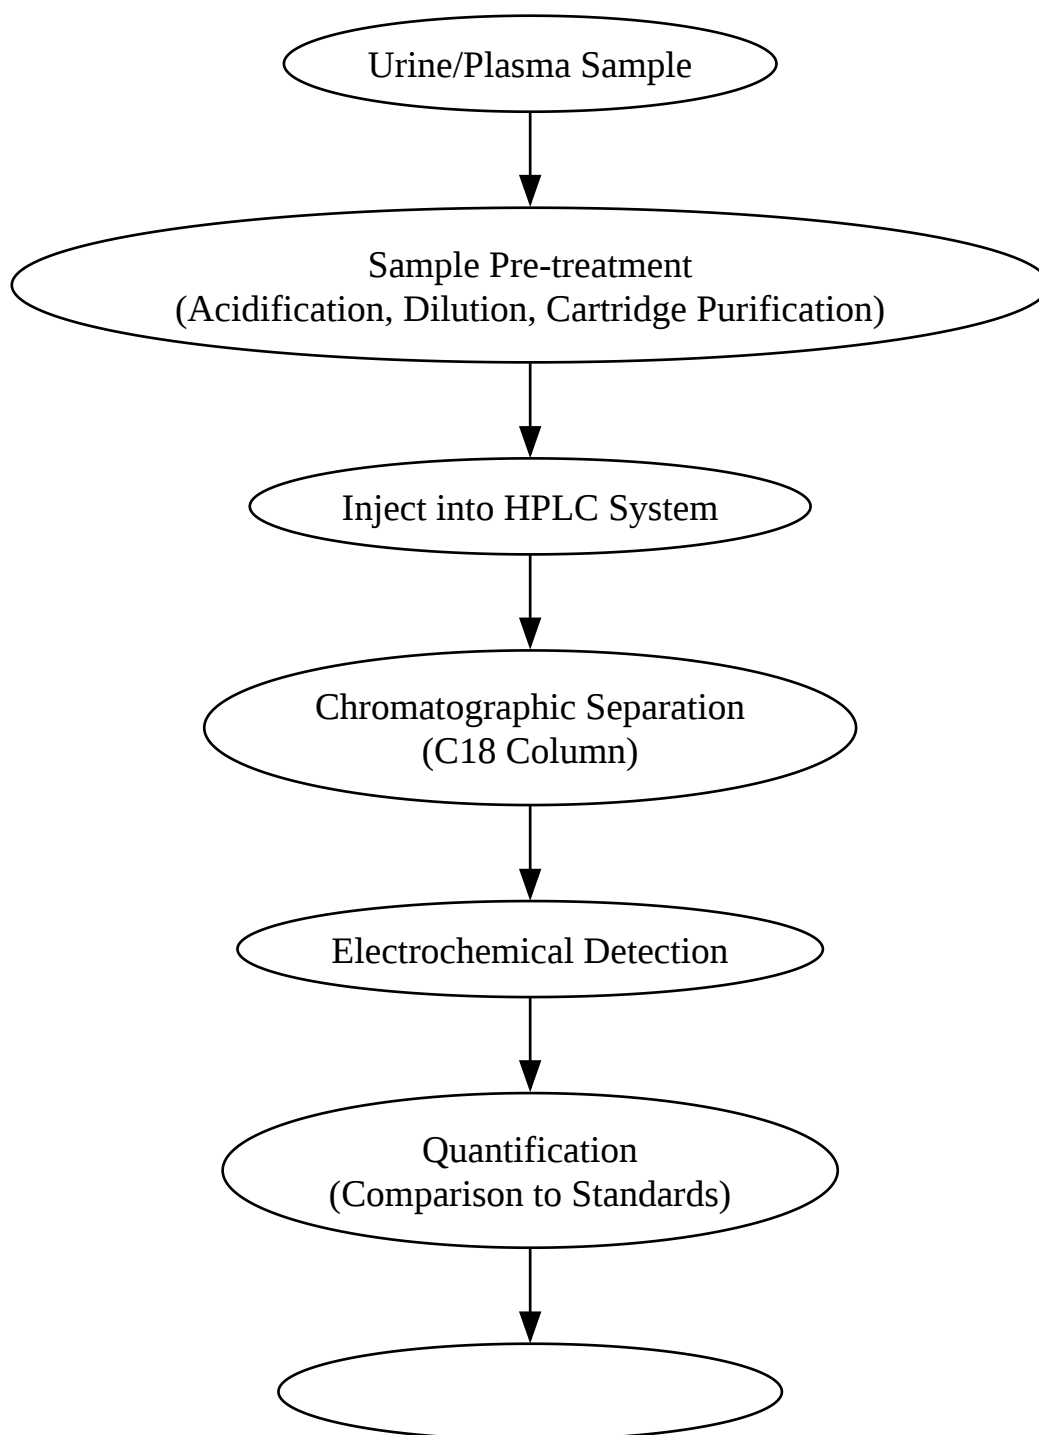 Urine/Plasma Sample
Sample Pre-treatment
(Acidification, Dilution, Cartridge Purification)
Inject into HPLC System
Chromatographic Separation
(C18 Column)
Electrochemical Detection
Quantification
(Comparison to Standards)